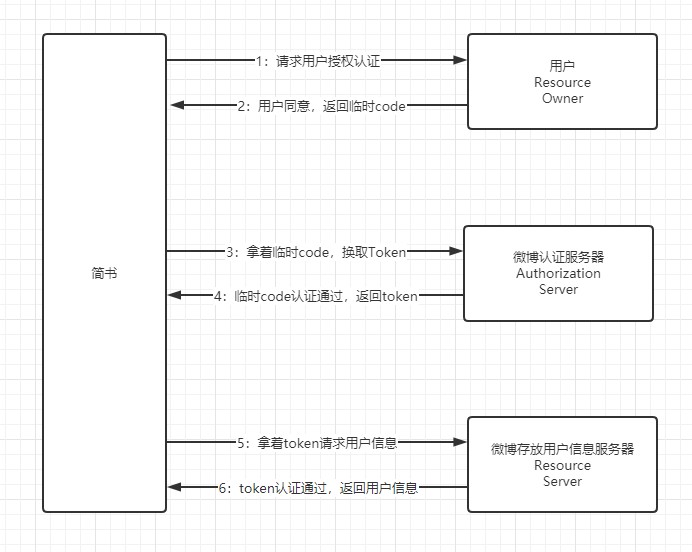 1：请求用户授权认证
用户
Resource
Owner
2：用户同意，返回临时code
简书
3：拿着临时code，换取Token
微博认证服务器
Authorization
Server
4：临时code认证通过，返回token
5：拿着token请求用户信息
微博存放用户信息服务器
Resource
Server
6：token认证通过，返回用户信息